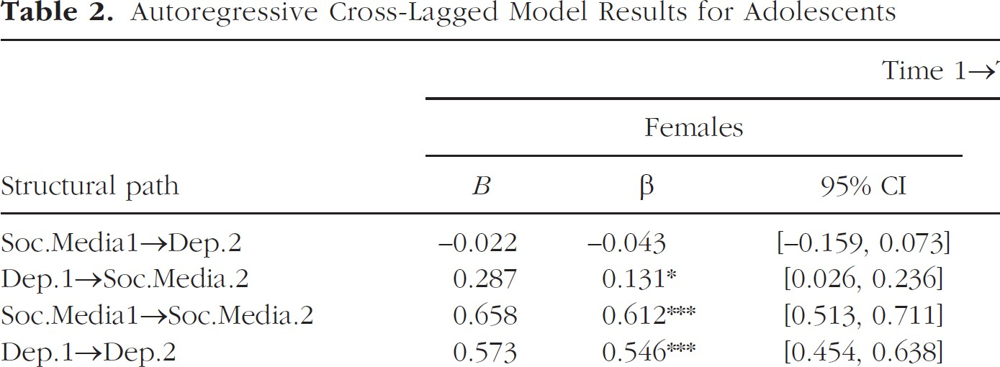 Table 2. Autoregressive Cross-Lagged Model Results for Adolescents
Time 1→
Females
Structural path B β 95% CI
Soc.Media1→Dep.2 –0.022 –0.043 [–0.159, 0.073]
Dep.1→Soc.Media.2 0.287 0.131* [0.026, 0.236]
Soc.Media1→Soc.Media.2 0.658 0.612*** [0.513, 0.711]
Dep.1→Dep.2 0.573 0.546*** [0.454, 0.638]